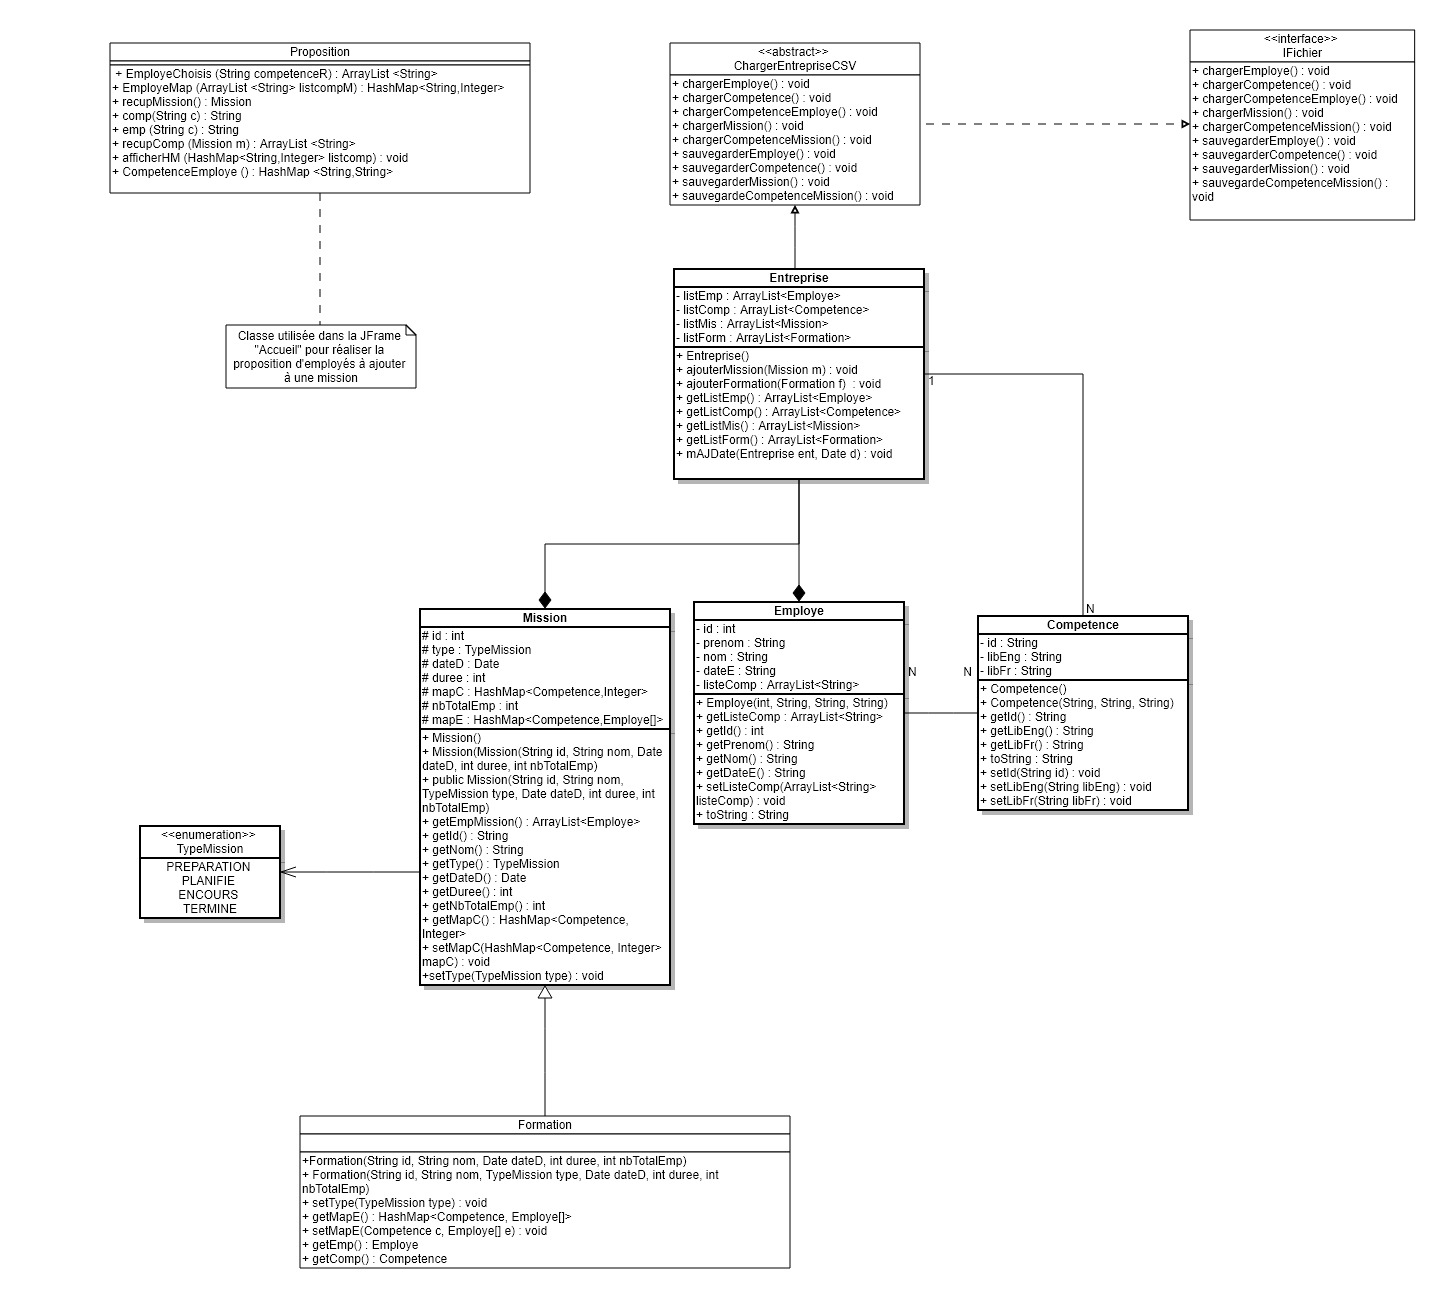 Proposition
+ EmployeChoisis (String competenceR) : ArrayList <String>
+ EmployeMap (ArrayList <String> listcompM) : HashMap<String,Integer>
+ recupMission() : Mission
+ comp(String c) : String
+ emp (String c) : String
+ recupComp (Mission m) : ArrayList <String>
+ afficherHM (HashMap<String,Integer> listcomp) : void
+ CompetenceEmploye () : HashMap <String,String>
Classe utilisée dans la JFrame
"Accueil" pour réaliser la
proposition d'employés à ajouter
à une mission
<<abstract>>
ChargerEntrepriseCSV
+ chargerEmploye() : void
+ chargerCompetence() : void
+ chargerCompetenceEmploye() : void
+ chargerMission() : void
+ chargerCompetenceMission() : void
+ sauvegarderEmploye() : void
+ sauvegarderCompetence() : void
+ sauvegarderMission() : void
+ sauvegardeCompetenceMission() : void
<<interface>>
IFichier
+ chargerEmploye() : void
+ chargerCompetence() : void
+ chargerCompetenceEmploye() : void
+ chargerMission() : void
+ chargerCompetenceMission() : void
+ sauvegarderEmploye() : void
+ sauvegarderCompetence() : void
+ sauvegarderMission() : void
+ sauvegardeCompetenceMission() :
void
Entreprise
- listEmp : ArrayList<Employe>
- listComp : ArrayList<Competence>
- listMis : ArrayList<Mission>
- listForm : ArrayList<Formation>
+ Entreprise()
+ ajouterMission(Mission m) : void
+ ajouterFormation(Formation f)  : void
+ getListEmp() : ArrayList<Employe>
+ getListComp() : ArrayList<Competence>
+ getListMis() : ArrayList<Mission>
+ getListForm() : ArrayList<Formation>
+ mAJDate(Entreprise ent, Date d) : void
1
N
Mission
# id : int
# type : TypeMission
# dateD : Date
# duree : int
# mapC : HashMap<Competence,Integer>
# nbTotalEmp : int
# mapE : HashMap<Competence,Employe[]>
+ Mission()
+ Mission(Mission(String id, String nom, Date
dateD, int duree, int nbTotalEmp)
+ public Mission(String id, String nom,
TypeMission type, Date dateD, int duree, int
nbTotalEmp)
+ getEmpMission() : ArrayList<Employe>
+ getId() : String
+ getNom() : String
+ getType() : TypeMission
+ getDateD() : Date
+ getDuree() : int
+ getNbTotalEmp() : int
+ getMapC() : HashMap<Competence,
Integer>
+ setMapC(HashMap<Competence, Integer>
mapC) : void
+setType(TypeMission type) : void
Employe
- id : int
- prenom : String
- nom : String
- dateE : String
- listeComp : ArrayList<String>
+ Employe(int, String, String, String)
+ getListeComp : ArrayList<String>
+ getId() : int
+ getPrenom() : String
+ getNom() : String
+ getDateE() : String
+ setListeComp(ArrayList<String>
listeComp) : void
+ toString : String
N
N
Competence
- id : String
- libEng : String
- libFr : String
+ Competence()
+ Competence(String, String, String)
+ getId() : String
+ getLibEng() : String
+ getLibFr() : String
+ toString : String
+ setId(String id) : void
+ setLibEng(String libEng) : void
+ setLibFr(String libFr) : void
<<enumeration>>
TypeMission
PREPARATION
PLANIFIE
ENCOURS
TERMINE
Formation
+Formation(String id, String nom, Date dateD, int duree, int nbTotalEmp)
+ Formation(String id, String nom, TypeMission type, Date dateD, int duree, int
nbTotalEmp)
+ setType(TypeMission type) : void
+ getMapE() : HashMap<Competence, Employe[]>
+ setMapE(Competence c, Employe[] e) : void
+ getEmp() : Employe
+ getComp() : Competence